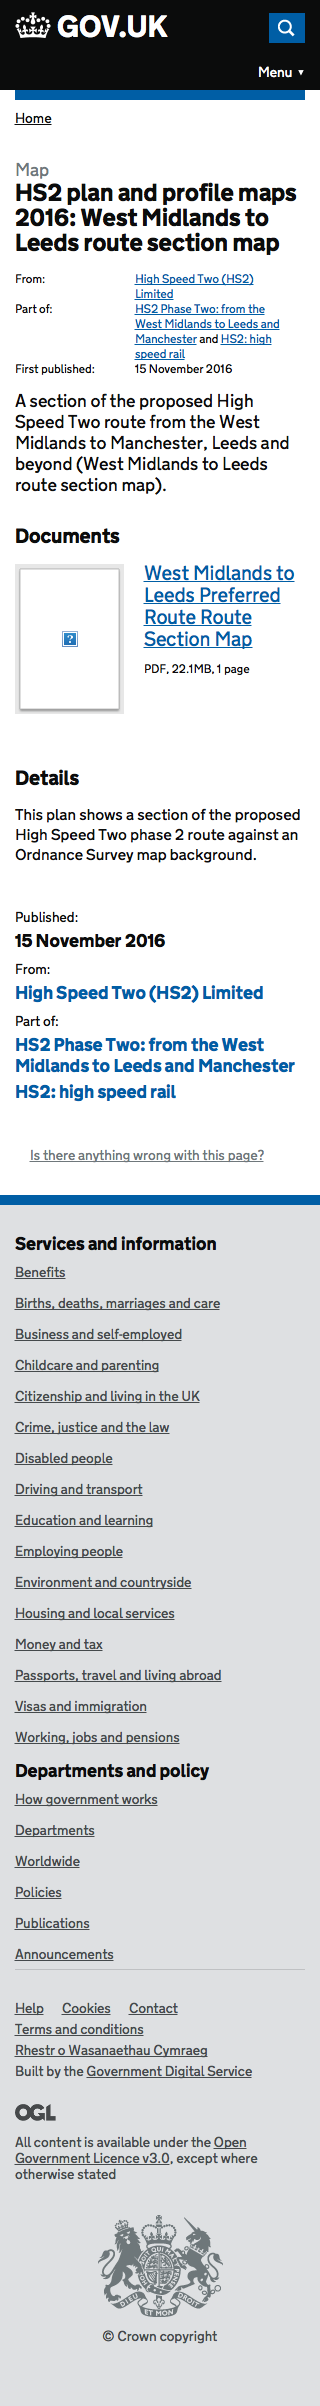 GOV.UK
Menu ▼
Home
Map
HS2 plan and profile maps
2016: West Midlands to
Leeds route section map
From:
High Speed Two (HS2)
Limited
Part of:
HS2 Phase Two: from the
West Midlands to Leeds and
Manchester and HS2: high
speed rail
First published:
15 November 2016
A section of the proposed High
Speed Two route from the West
Midlands to Manchester, Leeds and
beyond (West Midlands to Leeds
route section map).
Documents
?
West Midlands to
Leeds Preferred
Route Route
Section Map
PDF, 22.1MB, 1 page
Details
This plan shows a section of the proposed
High Speed Two phase 2 route against an
Ordnance Survey map background.
Published:
15 November 2016
From:
High Speed Two (HS2) Limited
Part of:
HS2 Phase Two: from the West
Midlands to Leeds and Manchester
HS2: high speed rail
Is there anything wrong with this page?
Services and information
Benefits
Births, deaths, marriages and care
Business and self-employed
Childcare and parenting
Citizenship and living in the UK
Crime, justice and the law
Disabled people
Driving and transport
Education and learning
Employing people
Environment and countryside
Housing and local services
Money and tax
Passports, travel and living abroad
Visas and immigration
Working, jobs and pensions
Departments and policy
How government works
Departments
Worldwide
Policies
Publications
Announcements
Help Cookies Contact
Terms and conditions
Rhestr o Wasanaethau Cymraeg
Built by the Government Digital Service
OGL
All content is available under the Open
Government Licence v3.0, except where
otherwise stated
DIEU ET MON DROIT
© Crown copyright